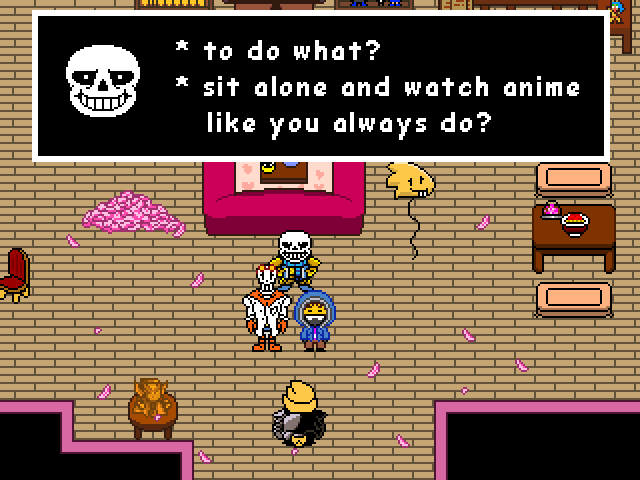 * to do what?
* sit alone and watch anime
like you always do?